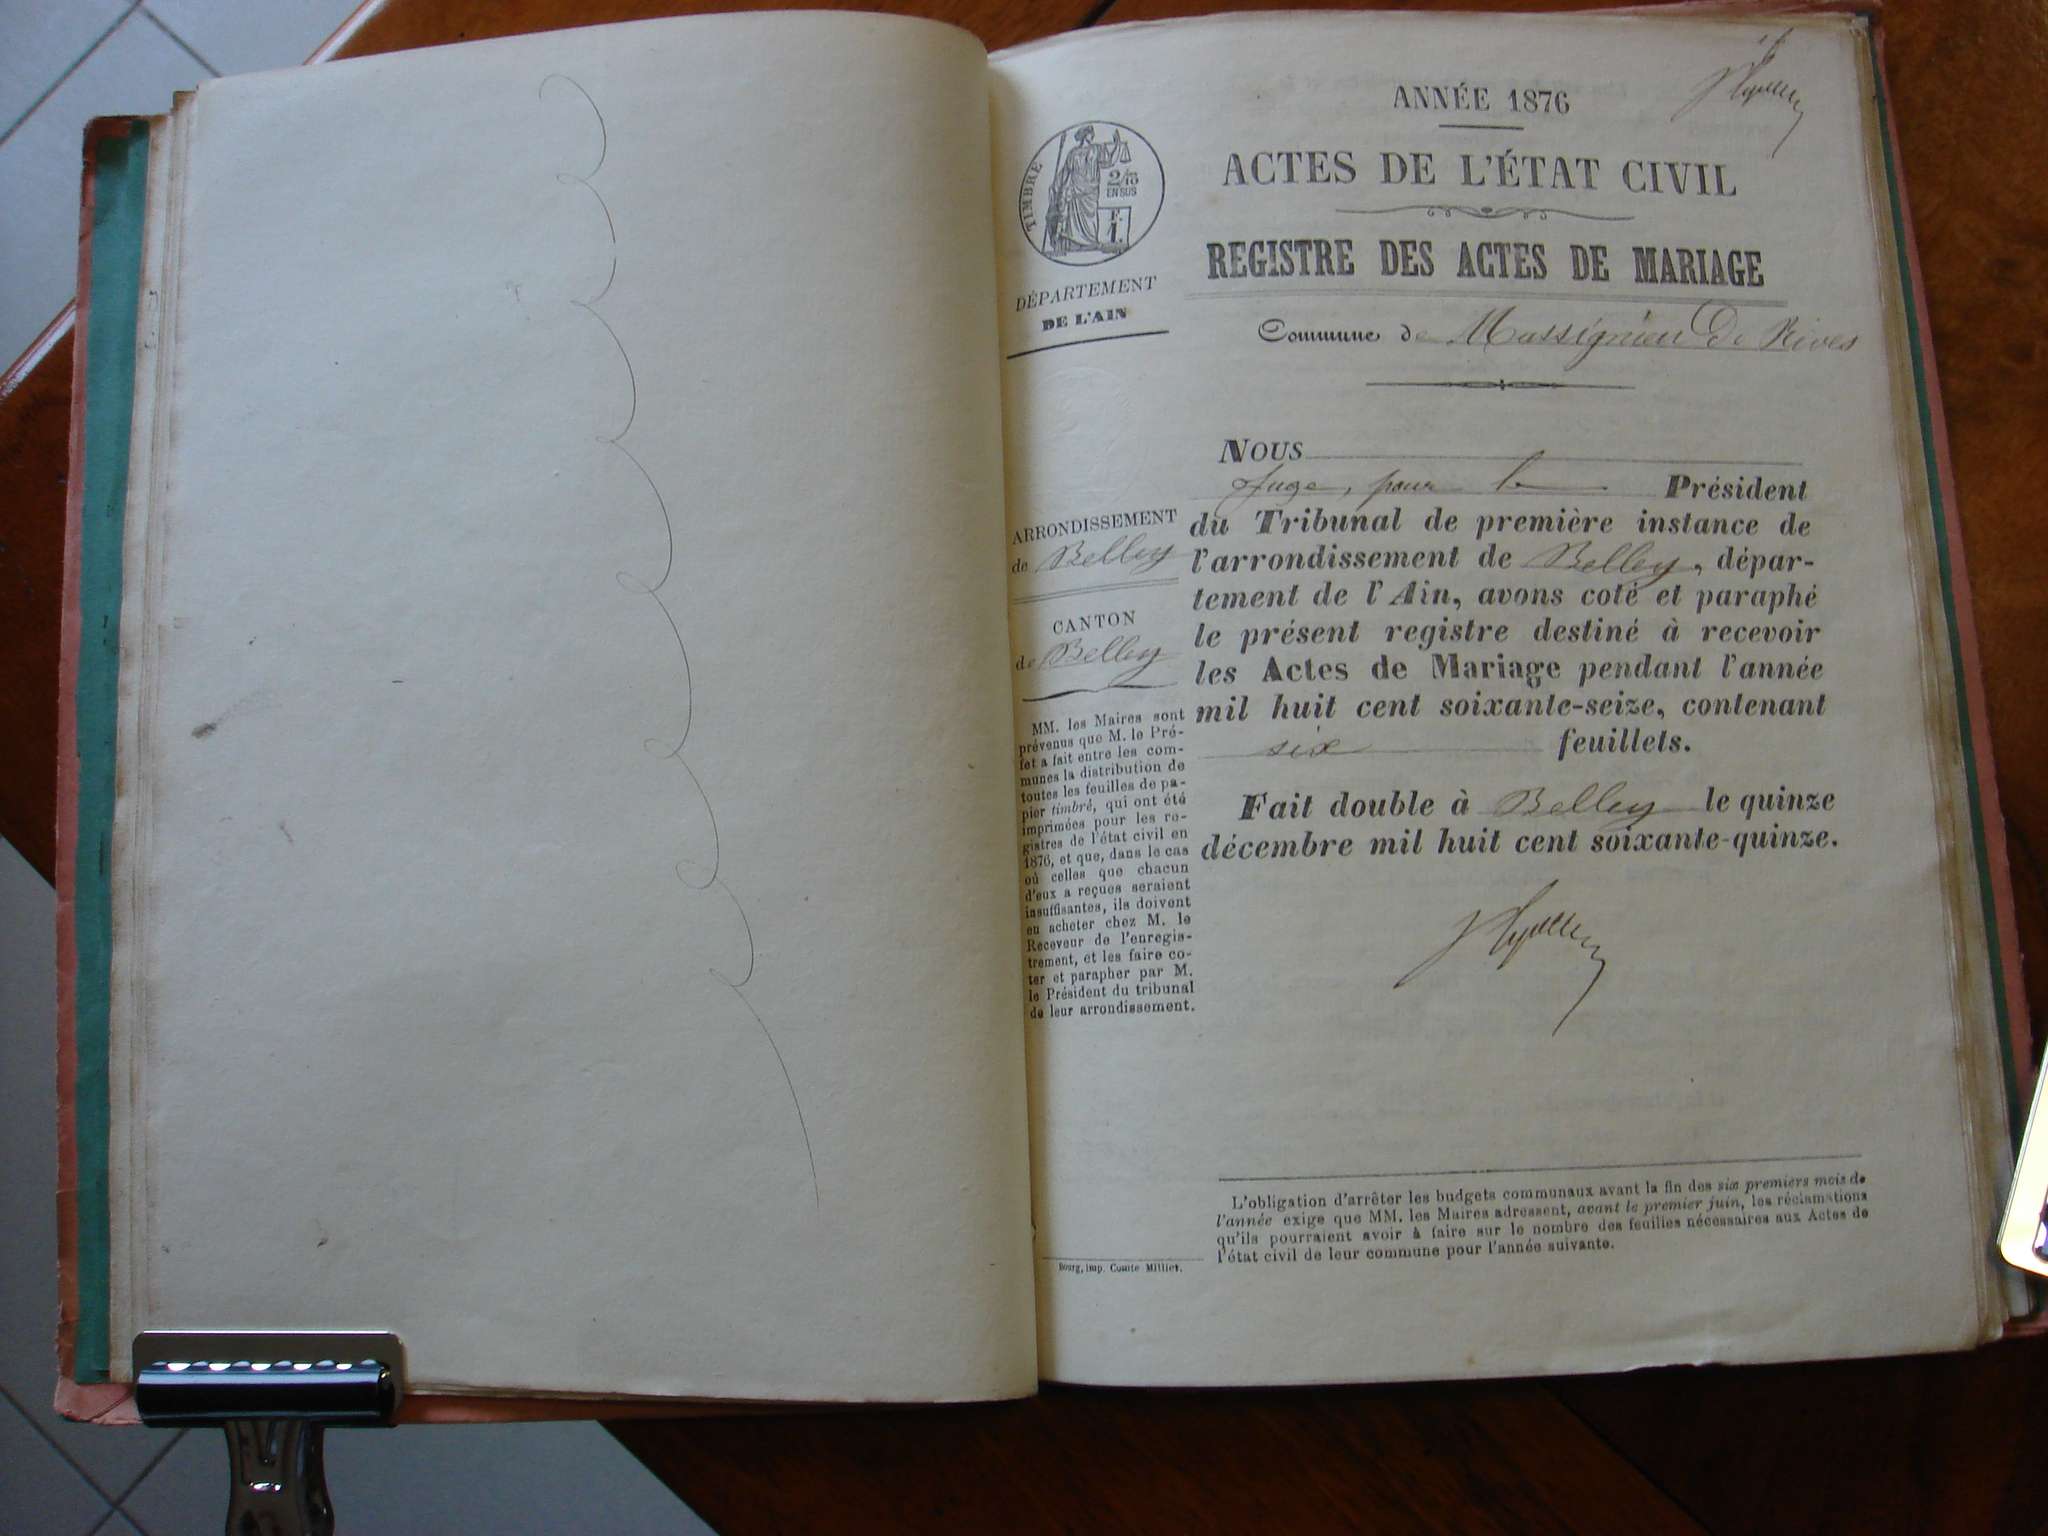 ANNÉE 1876
ACTES DE L'ÉTAT CIVIL
REGISTRE DES ACTES DE MARIAGE
Commune de Massignieu De Rives
TIMBRE
2/10
EN SUS
DÉPARTEMENT
DE L'AIN
ARRONDISSEMENT
de Belley
CANTON
de Belley
MM. les Maires sont
prévenus que M. le Pré-
fet a fait entre les com-
munes la distribution de
toutes les feuilles de pa-
pier timbré, qui ont été
imprimées pour les re-
gistres de l'état civil en
1876, et que, dans le cas
où celles que chacun
d'eux a reçues seraient
insuffisantes, ils doivent
en acheter chez M. le
Receveur de l'enregis-
trement, et les faire co-
ter et parapher par M.
le Président du tribunal
de leur arrondissement.
NOUS
Juge, pour le Président
du Tribunal de première instance de
l'arrondissement de Belley, dépar-
tement de l'Ain, avons coté et paraphé
le présent registre destiné à recevoir
les Actes de Mariage pendant l'année
mil huit cent soixante-seize, contenant
six feuillets.
Fait double à Belley le quinze
décembre mil huit cent soixante-quinze.
L'obligation d'arrêter les budgets communaux avant la fin des six premiers mois de
l'année exige que MM. les Maires adressent, avant le premier juin, les réclamations
qu'ils pourraient avoir à faire sur le nombre des feuilles nécessaires aux Actes de
l'état civil de leur commune pour l'année suivante.
Bourg, imp. Comte Milliet.